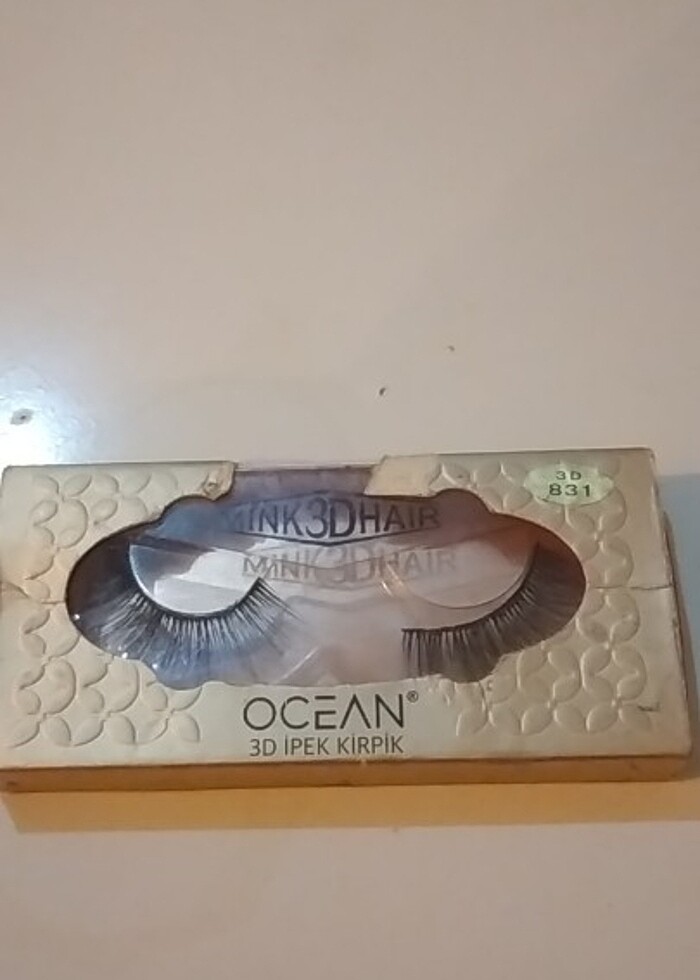 3D
831
MINK3DHAIR
MINK3DHAIR
OCEAN®
3D İPEK KİRPİK